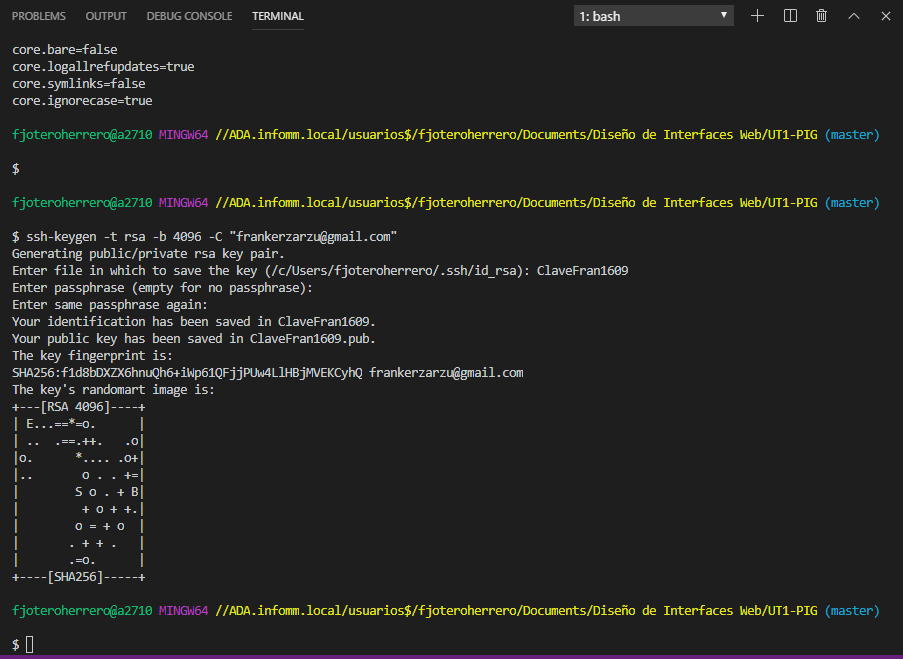 PROBLEMS OUTPUT DEBUG CONSOLE TERMINAL 1: bash
core.bare=false
core.logallrefupdates=true
core.symlinks=false
core.ignorecase=true
fjoteroherrero@a2710 MINGW64 //ADA.infomm.local/usuarios$/fjoteroherrero/Documents/Diseño de Interfaces Web/UT1-PIG (master)
$
fjoteroherrero@a2710 MINGW64 //ADA.infomm.local/usuarios$/fjoteroherrero/Documents/Diseño de Interfaces Web/UT1-PIG (master)
$ ssh-keygen -t rsa -b 4096 -C "frankerzarzu@gmail.com"
Generating public/private rsa key pair.
Enter file in which to save the key (/c/Users/fjoteroherrero/.ssh/id_rsa): ClaveFran1609
Enter passphrase (empty for no passphrase):
Enter same passphrase again:
Your identification has been saved in ClaveFran1609.
Your public key has been saved in ClaveFran1609.pub.
The key fingerprint is:
SHA256:f1d8bDXZX6hnuQh6+iWp61QFjjPUw4LlHBjMVEKCyhQ frankerzarzu@gmail.com
The key's randomart image is:
+---[RSA 4096]----+
| E...==*=o.      |
| ..  .==.++.   .o|
|o.      *.... .o+|
|..       o . . +=|
|        S o . + B|
|         + o + +.|
|        o = + o  |
|       . + + .   |
|       .=o.      |
+----[SHA256]-----+
fjoteroherrero@a2710 MINGW64 //ADA.infomm.local/usuarios$/fjoteroherrero/Documents/Diseño de Interfaces Web/UT1-PIG (master)
$